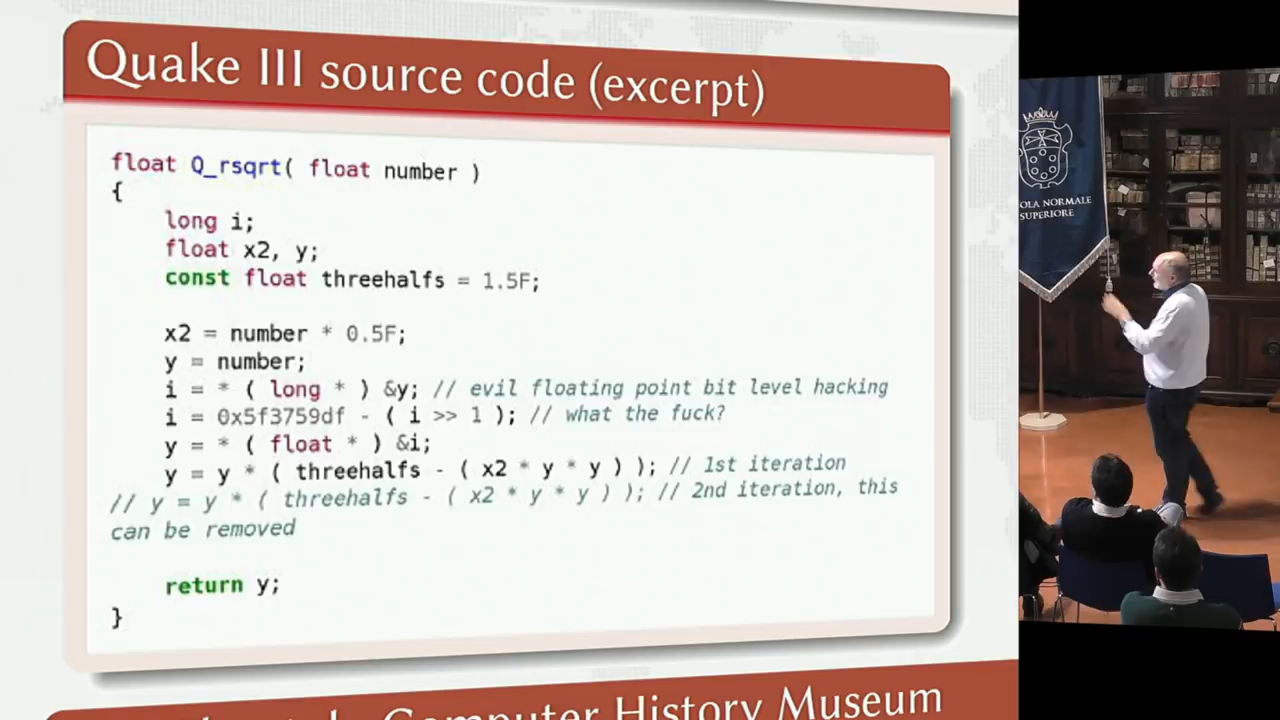 Quake III source code (excerpt)
float Q_rsqrt( float number )
{
long i;
float x2, y;
const float threehalfs = 1.5F;
x2 = number * 0.5F;
y = number;
i = * ( long * ) &y; // evil floating point bit level hacking
i = 0x5f3759df - ( i >> 1 ); // what the fuck?
y = * ( float * ) &i;
y = y * ( threehalfs - ( x2 * y * y ) ); // 1st iteration
// y = y * ( threehalfs - ( x2 * y * y ) ); // 2nd iteration, this
can be removed
return y;
}
Computer History Museum
NORMALE
SUPERIORE